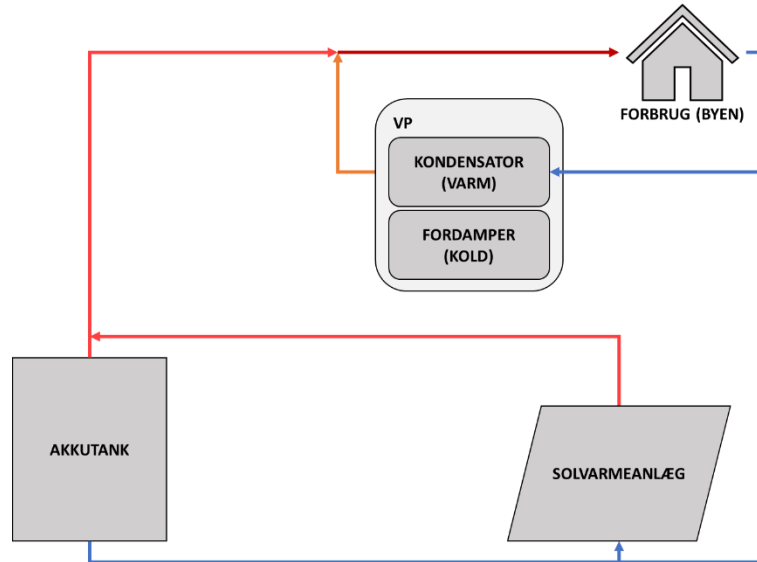 FORBRUG (BYEN)
VP
KONDENSATOR
(VARM)
FORDAMPER
(KOLD)
AKKUTANK
SOLVARMEANLÆG